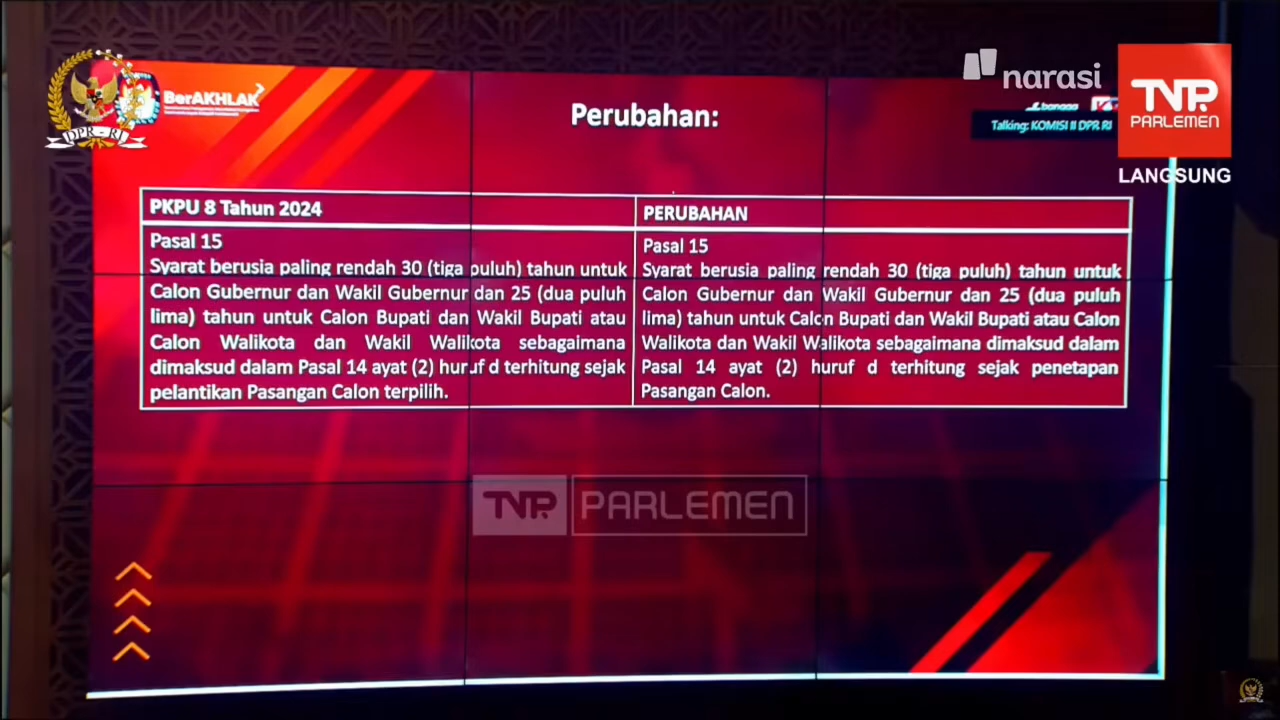 DPR - RI
BerAKHLAK
narasi
TVR
PARLEMEN
bangga
Talking: KOMISI II DPR RI
LANGSUNG
Perubahan:
PKPU 8 Tahun 2024
Pasal 15
Syarat berusia paling rendah 30 (tiga puluh) tahun untuk
Calon Gubernur dan Wakil Gubernur dan 25 (dua puluh
lima) tahun untuk Calon Bupati dan Wakil Bupati atau
Calon Walikota dan Wakil Walikota sebagaimana
dimaksud dalam Pasal 14 ayat (2) huruf d terhitung sejak
pelantikan Pasangan Calon terpilih.
PERUBAHAN
Pasal 15
Syarat berusia paling rendah 30 (tiga puluh) tahun untuk
Calon Gubernur dan Wakil Gubernur dan 25 (dua puluh
lima) tahun untuk Calon Bupati dan Wakil Bupati atau Calon
Walikota dan Wakil Walikota sebagaimana dimaksud dalam
Pasal 14 ayat (2) huruf d terhitung sejak penetapan
Pasangan Calon.
TVR PARLEMEN